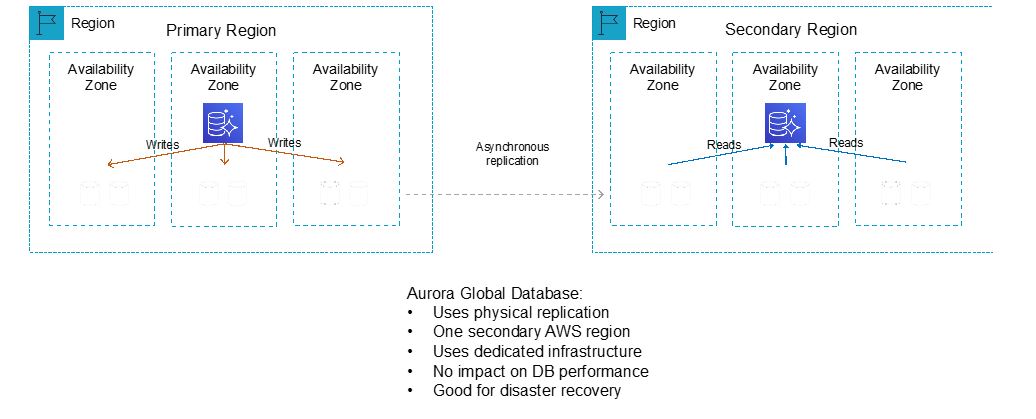 Region
Primary Region
Availability
Zone
Availability
Zone
Availability
Zone
Writes
Writes
Asynchronous
replication
Region
Secondary Region
Availability
Zone
Availability
Zone
Availability
Zone
Reads
Reads
Aurora Global Database:
• Uses physical replication
• One secondary AWS region
• Uses dedicated infrastructure
• No impact on DB performance
• Good for disaster recovery